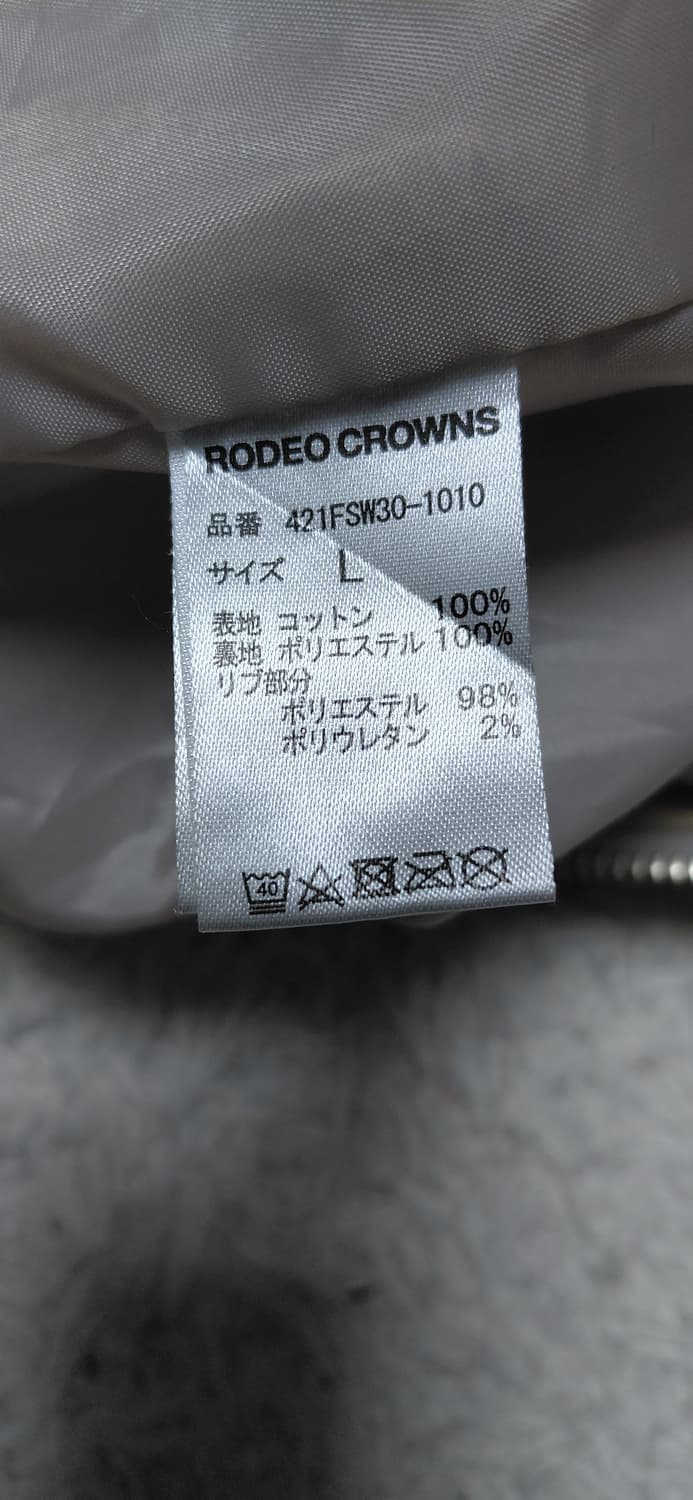 RODEO CROWNS
品番 421FSW30-1010
サイズ L
表地 コットン 100%
裏地 ポリエステル 100%
リブ部分
ポリエステル 98%
ポリウレタン 2%
40